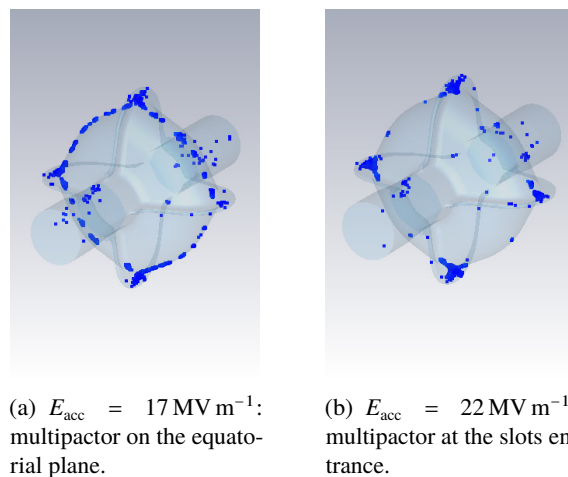 (a) E_acc = 17 MV m⁻¹:
multipactor on the equato-
rial plane.
(b) E_acc = 22 MV m⁻¹
multipactor at the slots en
trance.